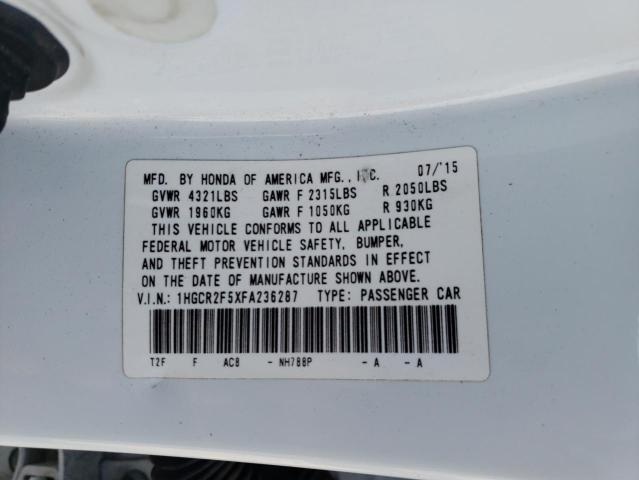 MFD. BY HONDA OF AMERICA MFG., INC. 07/'15
GVWR 4321LBS GAWR F 2315LBS R 2050LBS
GVWR 1960KG GAWR F 1050KG R 930KG
THIS VEHICLE CONFORMS TO ALL APPLICABLE
FEDERAL MOTOR VEHICLE SAFETY, BUMPER,
AND THEFT PREVENTION STANDARDS IN EFFECT
ON THE DATE OF MANUFACTURE SHOWN ABOVE.
V.I.N.: 1HGCR2F5XFA236287 TYPE: PASSENGER CAR
T2F F AC8 - NH788P - A - A